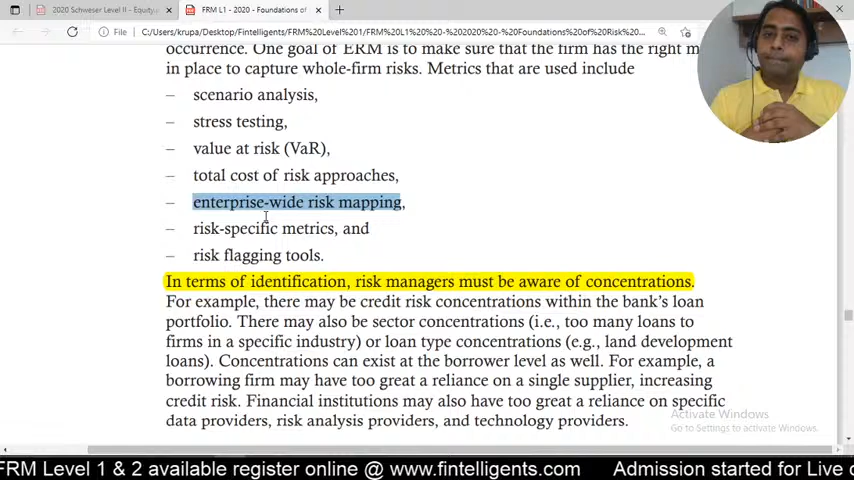 2020 Schweser Level II - Equity.
FRM L1 - 2020 - Foundations of
File
C:/Users/krupa/Desktop/Fintelligents/FRM%20Level%201/FRM%20L1%20%20-%202020%20-%20Foundations%20of%20Risk%20M...
occurrence. One goal of ERM is to make sure that the firm has the right m
in place to capture whole-firm risks. Metrics that are used include
– scenario analysis,
– stress testing,
– value at risk (VaR),
– total cost of risk approaches,
– enterprise-wide risk mapping,
– risk-specific metrics, and
– risk flagging tools.
In terms of identification, risk managers must be aware of concentrations.
For example, there may be credit risk concentrations within the bank's loan
portfolio. There may also be sector concentrations (i.e., too many loans to
firms in a specific industry) or loan type concentrations (e.g., land development
loans). Concentrations can exist at the borrower level as well. For example, a
borrowing firm may have too great a reliance on a single supplier, increasing
credit risk. Financial institutions may also have too great a reliance on specific
data providers, risk analysis providers, and technology providers.
Activate Windows
Go to Settings to activate Windows.
FRM Level 1 & 2 available register online @ www.fintelligents.com Admission started for Live c